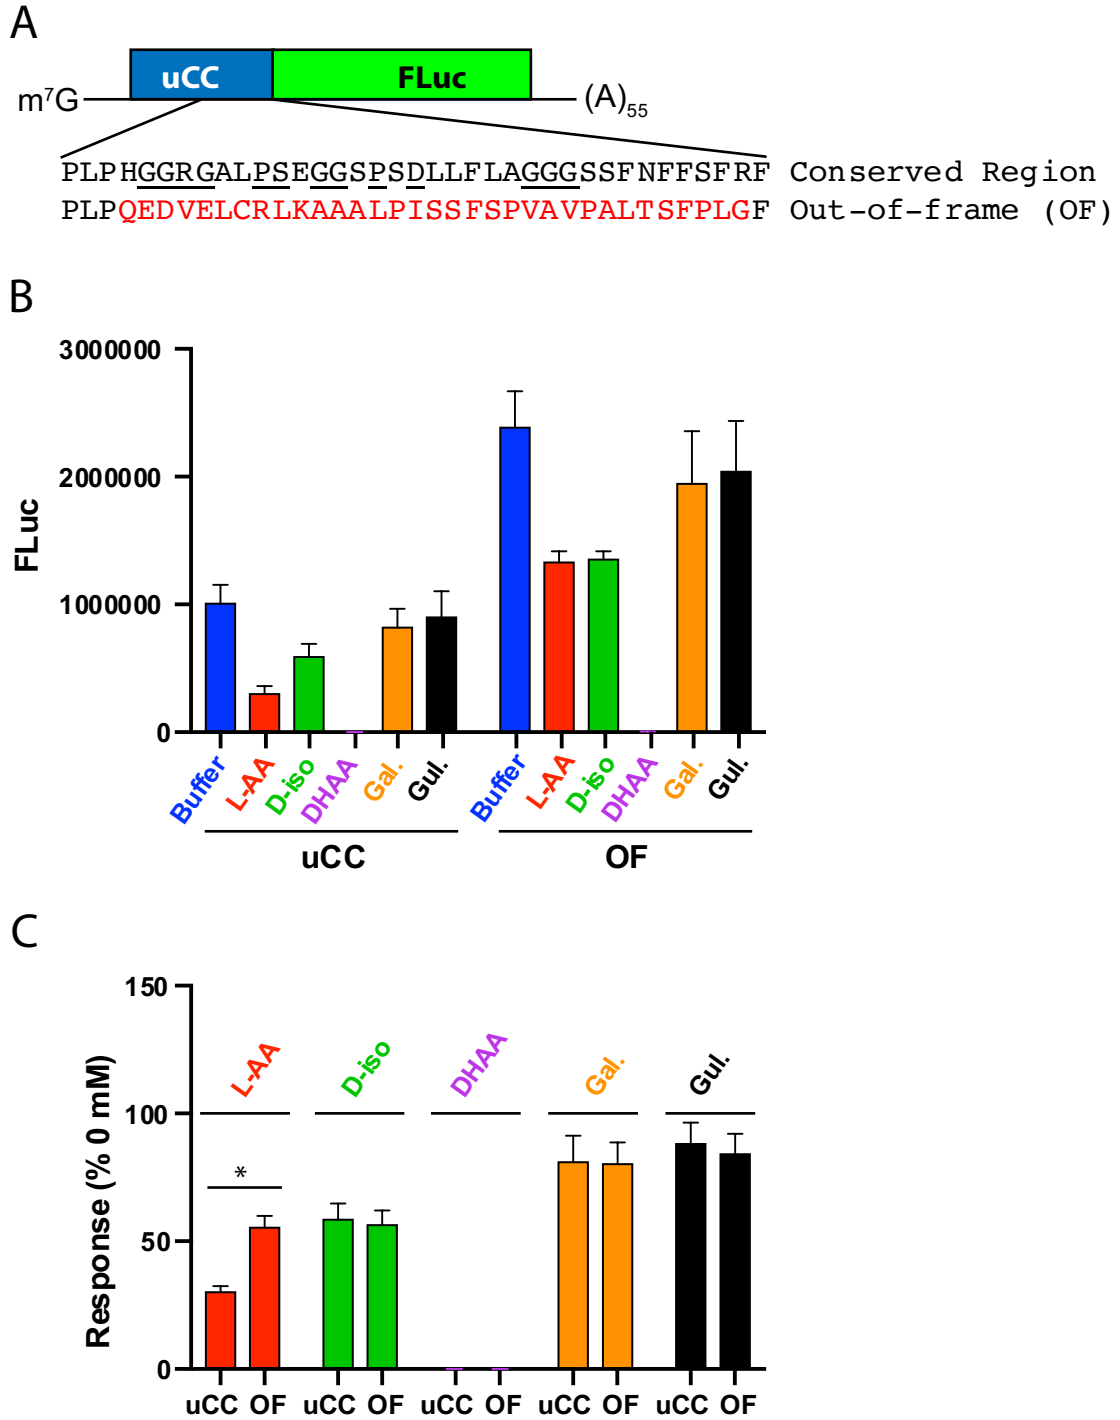 A
uCC FLuc
m⁷G (A)₅₅
PLPHGGRGALPSEGGSPSDLLFLAGGGSSFNFFSFRF Conserved Region
PLPQEDVELCRLKAAALPISSFSPVAVPALTSFPLGF Out-of-frame (OF)
B
FLuc
3000000
2000000
1000000
0
Buffer L-AA D-iso DHAA Gal. Gul. Buffer L-AA D-iso DHAA Gal. Gul.
uCC OF
C
Response (% 0 mM)
150
100
50
0
L-AA D-iso DHAA Gal. Gul.
*
uCC OF uCC OF uCC OF uCC OF uCC OF